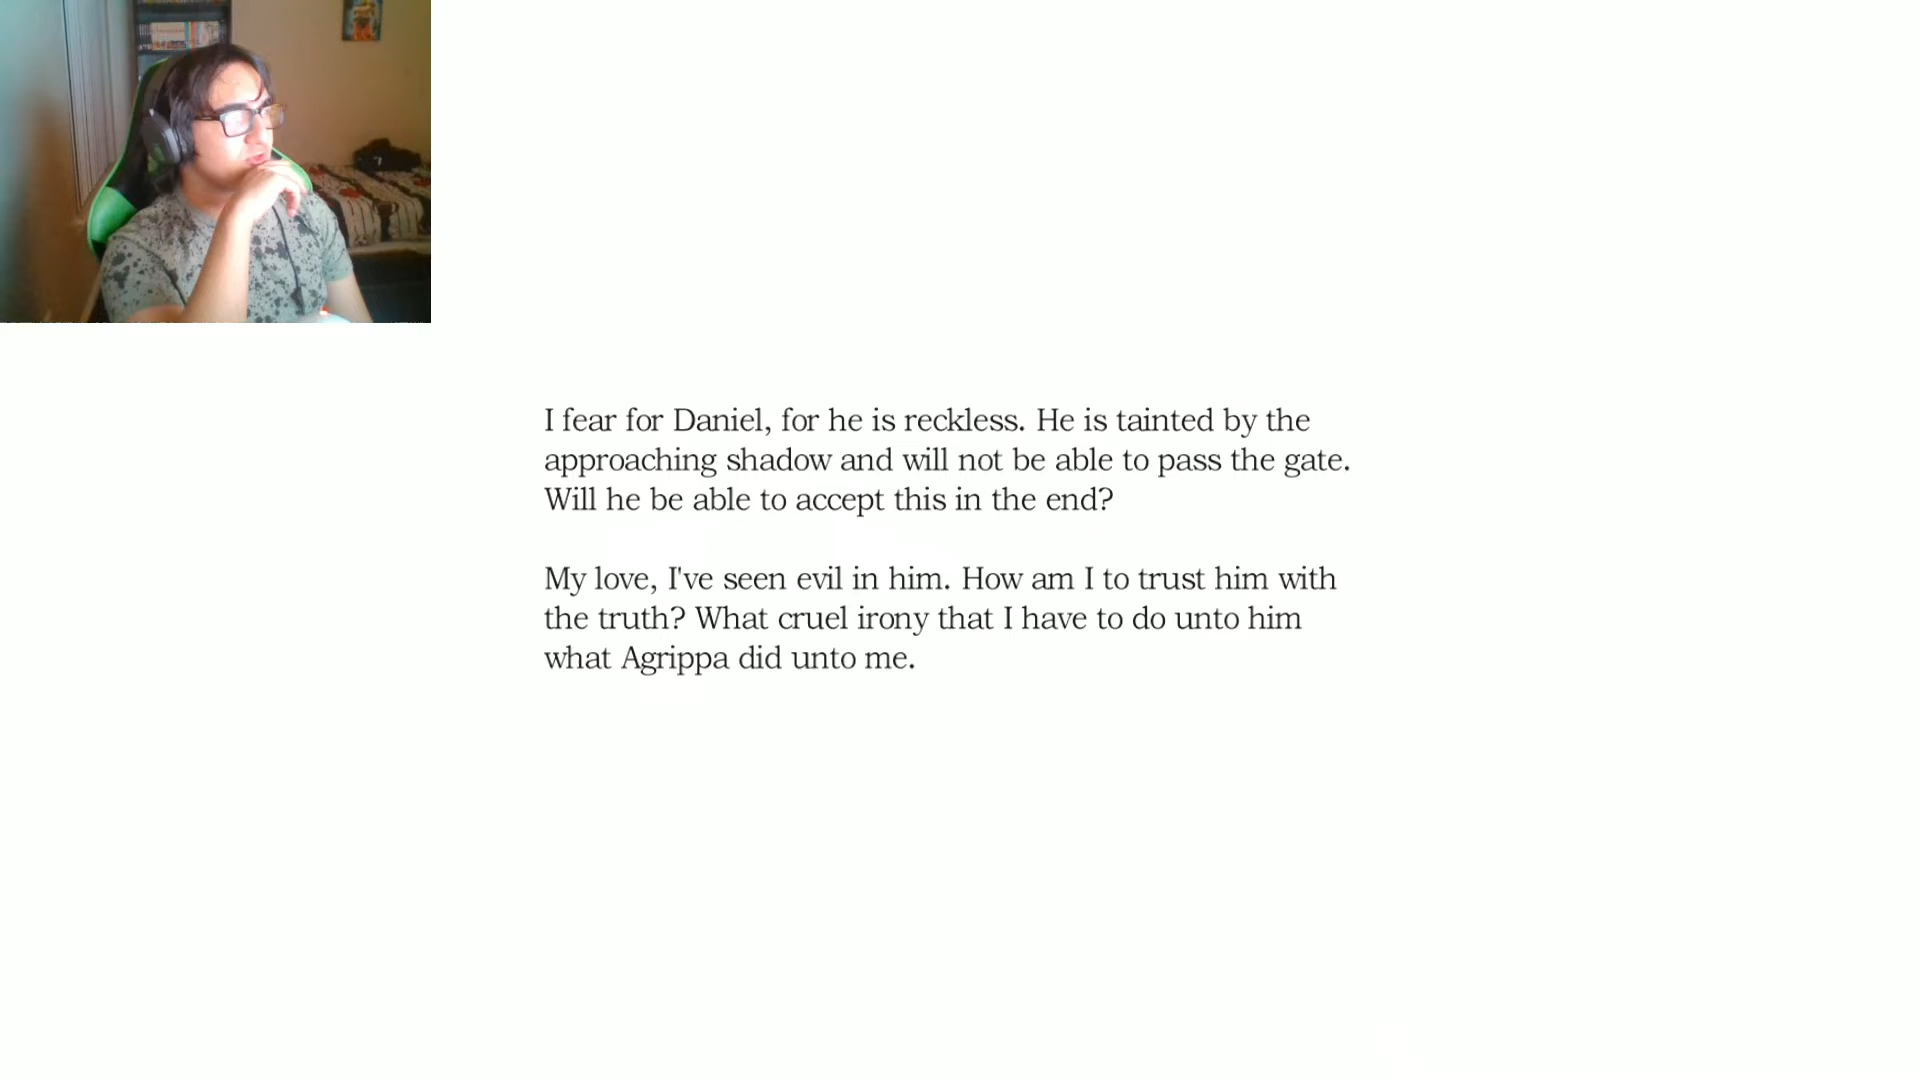 I fear for Daniel, for he is reckless. He is tainted by the
approaching shadow and will not be able to pass the gate.
Will he be able to accept this in the end?
My love, I've seen evil in him. How am I to trust him with
the truth? What cruel irony that I have to do unto him
what Agrippa did unto me.